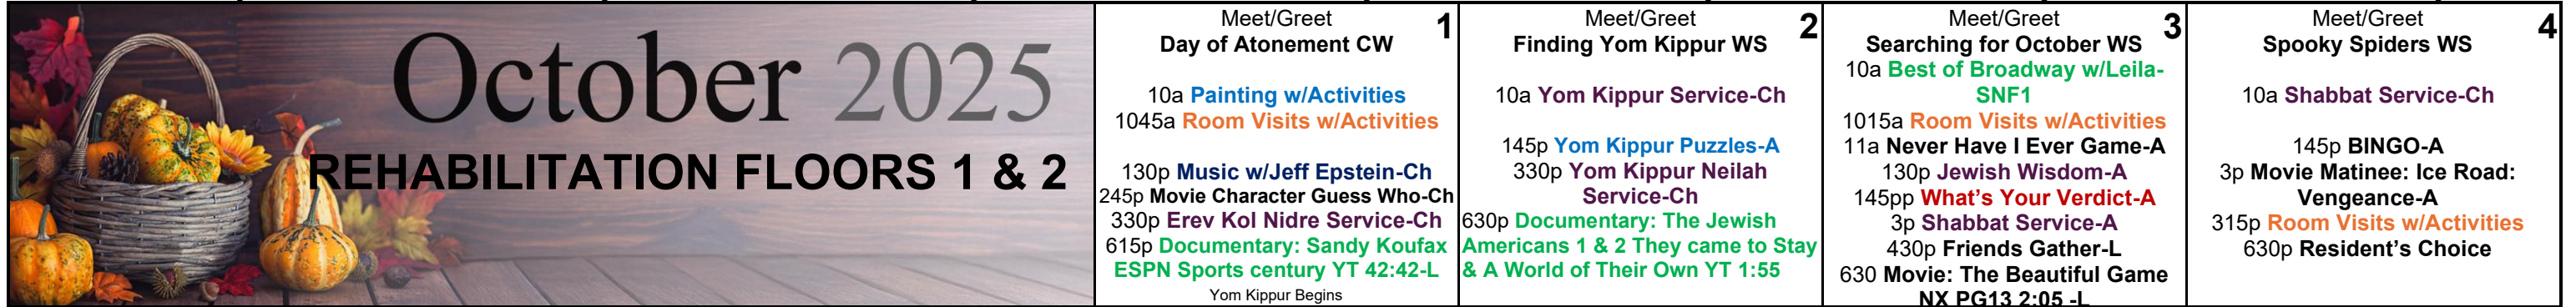 October 2025
REHABILITATION FLOORS 1 & 2
Meet/Greet 1
Day of Atonement CW
10a Painting w/Activities
1045a Room Visits w/Activities
130p Music w/Jeff Epstein-Ch
245p Movie Character Guess Who-Ch
330p Erev Kol Nidre Service-Ch
615p Documentary: Sandy Koufax
ESPN Sports century YT 42:42-L
Yom Kippur Begins
Meet/Greet 2
Finding Yom Kippur WS
10a Yom Kippur Service-Ch
145p Yom Kippur Puzzles-A
330p Yom Kippur Neilah
Service-Ch
630p Documentary: The Jewish
Americans 1 & 2 They came to Stay
& A World of Their Own YT 1:55
Meet/Greet 3
Searching for October WS
10a Best of Broadway w/Leila-
SNF1
1015a Room Visits w/Activities
11a Never Have I Ever Game-A
130p Jewish Wisdom-A
145pp What's Your Verdict-A
3p Shabbat Service-A
430p Friends Gather-L
630 Movie: The Beautiful Game
NX PG13 2:05 -L
Meet/Greet 4
Spooky Spiders WS
10a Shabbat Service-Ch
145p BINGO-A
3p Movie Matinee: Ice Road:
Vengeance-A
315p Room Visits w/Activities
630p Resident's Choice